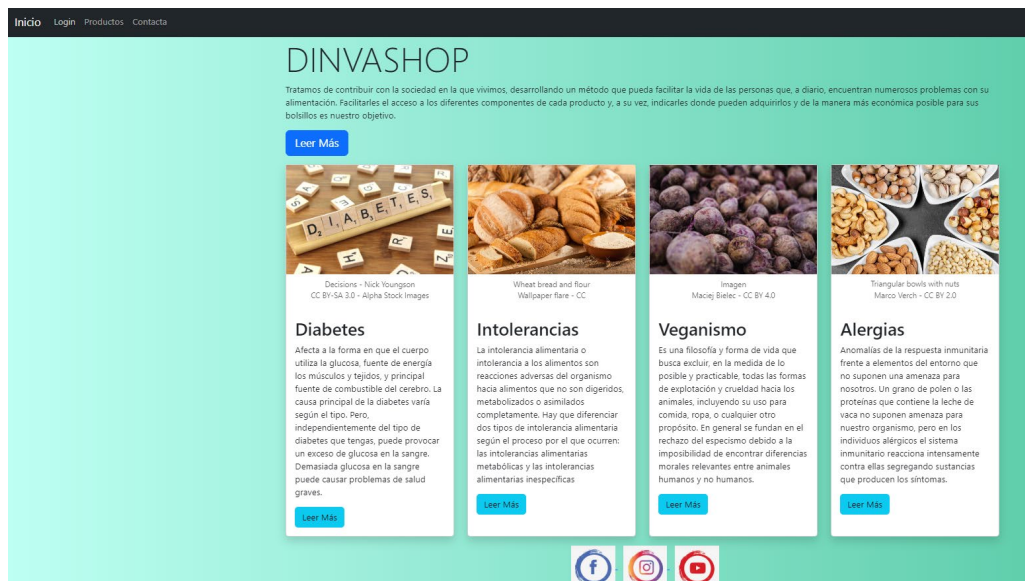 Inicio Login Productos Contacta
DINVASHOP
Tratamos de contribuir con la sociedad en la que vivimos, desarrollando un método que pueda facilitar la vida de las personas que, a diario, encuentran numerosos problemas con su
alimentación. Facilitarles el acceso a los diferentes componentes de cada producto y, a su vez, indicarles donde pueden adquirirlos y de la manera más económica posible para sus
bolsillos es nuestro objetivo.
Leer Más
D, I, A, B, E, T, E, S,
Decisions - Nick Youngson
CC BY-SA 3.0 - Alpha Stock Images
Diabetes
Afecta a la forma en que el cuerpo
utiliza la glucosa, fuente de energía
los músculos y tejidos, y principal
fuente de combustible del cerebro. La
causa principal de la diabetes varía
según el tipo. Pero,
independientemente del tipo de
diabetes que tengas, puede provocar
un exceso de glucosa en la sangre.
Demasiada glucosa en la sangre
puede causar problemas de salud
graves.
Leer Más
Wheat bread and flour
Wallpaper flare - CC
Intolerancias
La intolerancia alimentaria o
intolerancia a los alimentos son
reacciones adversas del organismo
hacia alimentos que no son digeridos,
metabolizados o asimilados
completamente. Hay que diferenciar
dos tipos de intolerancia alimentaria
según el proceso por el que ocurren:
las intolerancias alimentarias
metabólicas y las intolerancias
alimentarias inespecíficas
Leer Más
Imagen
Maciej Bielec - CC BY 4.0
Veganismo
Es una filosofía y forma de vida que
busca excluir, en la medida de lo
posible y practicable, todas las formas
de explotación y crueldad hacia los
animales, incluyendo su uso para
comida, ropa, o cualquier otro
propósito. En general se fundan en el
rechazo del especismo debido a la
imposibilidad de encontrar diferencias
morales relevantes entre animales
humanos y no humanos.
Leer Más
Triangular bowls with nuts
Marco Verch - CC BY 2.0
Alergias
Anomalías de la respuesta inmunitaria
frente a elementos del entorno que
no suponen una amenaza para
nosotros. Un grano de polen o las
proteínas que contiene la leche de
vaca no suponen amenaza para
nuestro organismo, pero en los
individuos alérgicos el sistema
inmunitario reacciona intensamente
contra ellas segregando sustancias
que producen los síntomas.
Leer Más